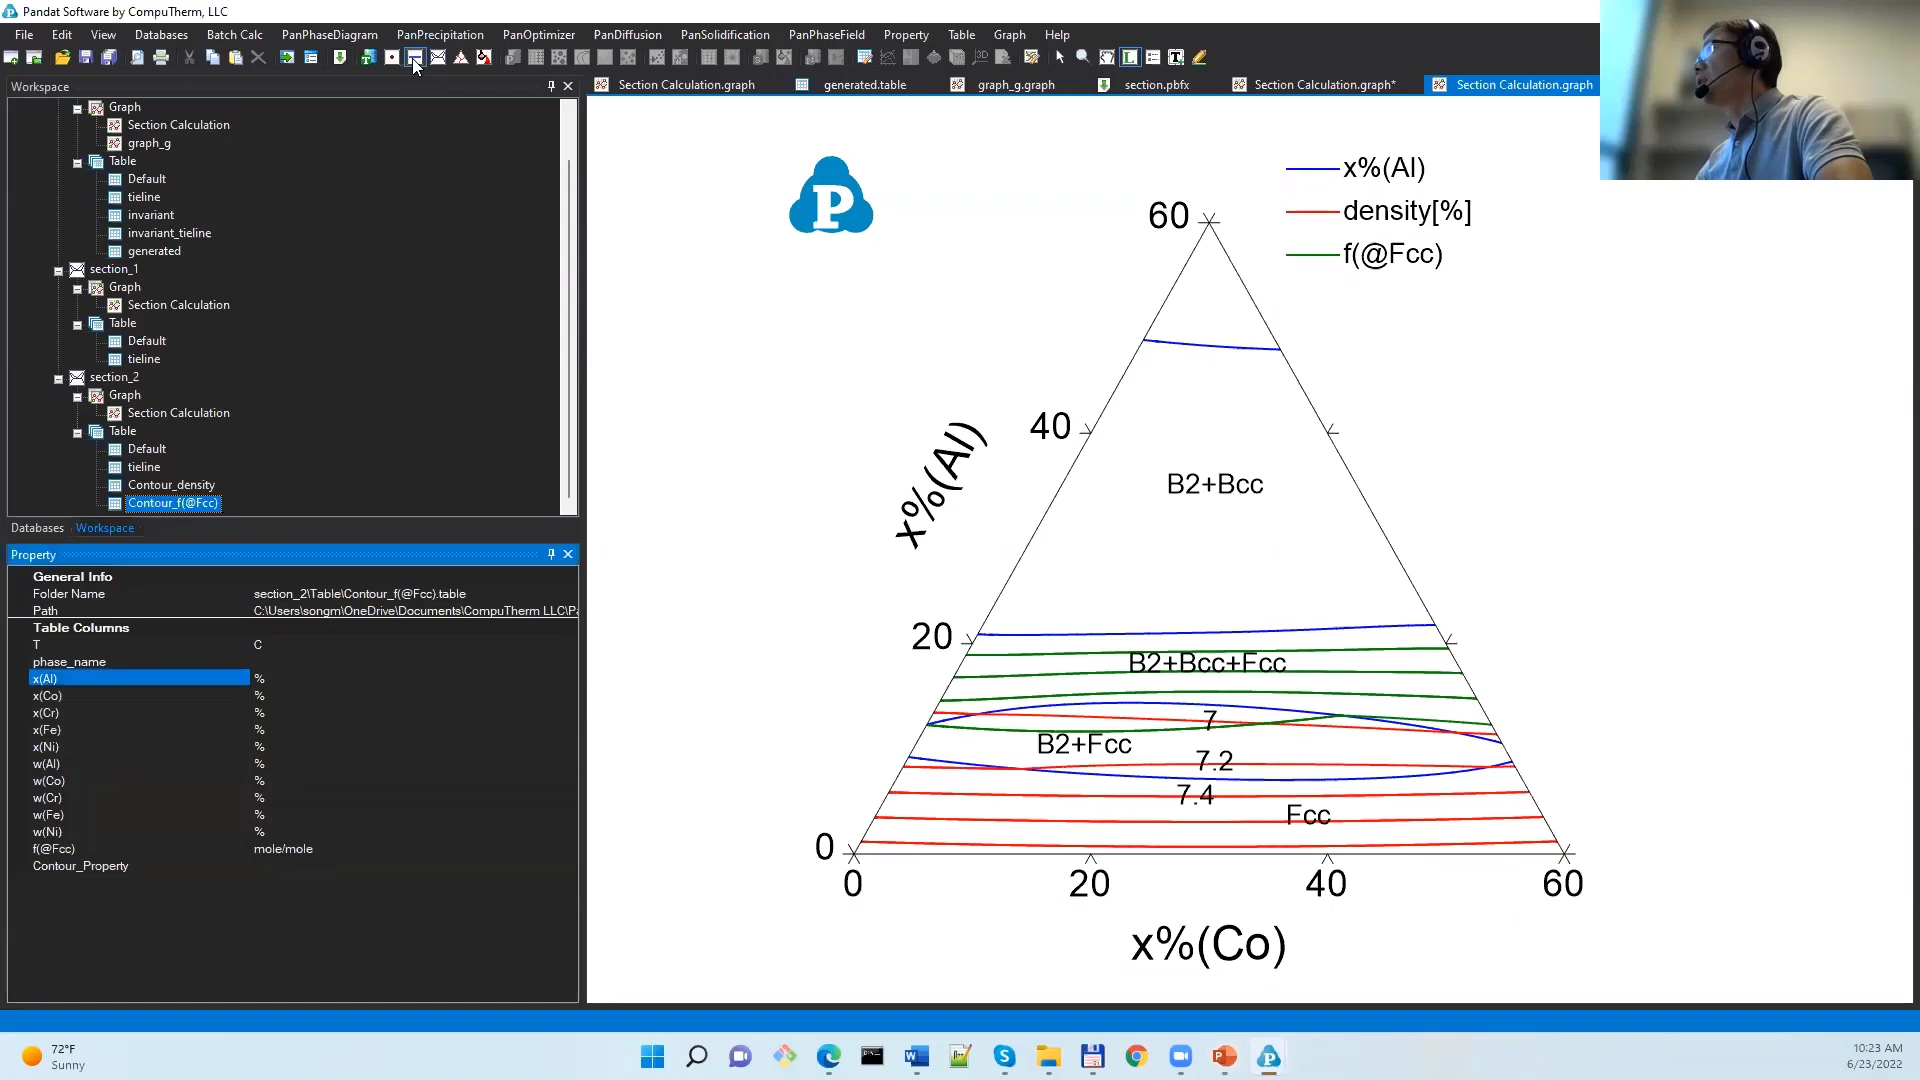 Pandat Software by CompuTherm, LLC
File Edit View Databases Batch Calc PanPhaseDiagram PanPrecipitation PanOptimizer PanDiffusion PanSolidification PanPhaseField Property Table Graph Help
Workspace
Section Calculation.graph generated.table graph_g.graph section.pbfx Section Calculation.graph* Section Calculation.graph
Graph
Section Calculation
graph_g
Table
Default
tieline
invariant
invariant_tieline
generated
section_1
Graph
Section Calculation
Table
Default
tieline
section_2
Graph
Section Calculation
Table
Default
tieline
Contour_density
Contour_f(@Fcc)
Databases Workspace
Property
General Info
Folder Name section_2\Table\Contour_f(@Fcc).table
Path C:\Users\songm\OneDrive\Documents\CompuTherm LLC\Pa
Table Columns
T C
phase_name
x(Al) %
x(Co) %
x(Cr) %
x(Fe) %
x(Ni) %
w(Al) %
w(Co) %
w(Cr) %
w(Fe) %
w(Ni) %
f(@Fcc) mole/mole
Contour_Property
P
x%(Al)
density[%]
f(@Fcc)
60
40
20
0
x%(Al)
B2+Bcc
B2+Bcc+Fcc
7
B2+Fcc
7.2
7.4
Fcc
0 20 40 60
x%(Co)
72°F
Sunny
10:23 AM
6/23/2022